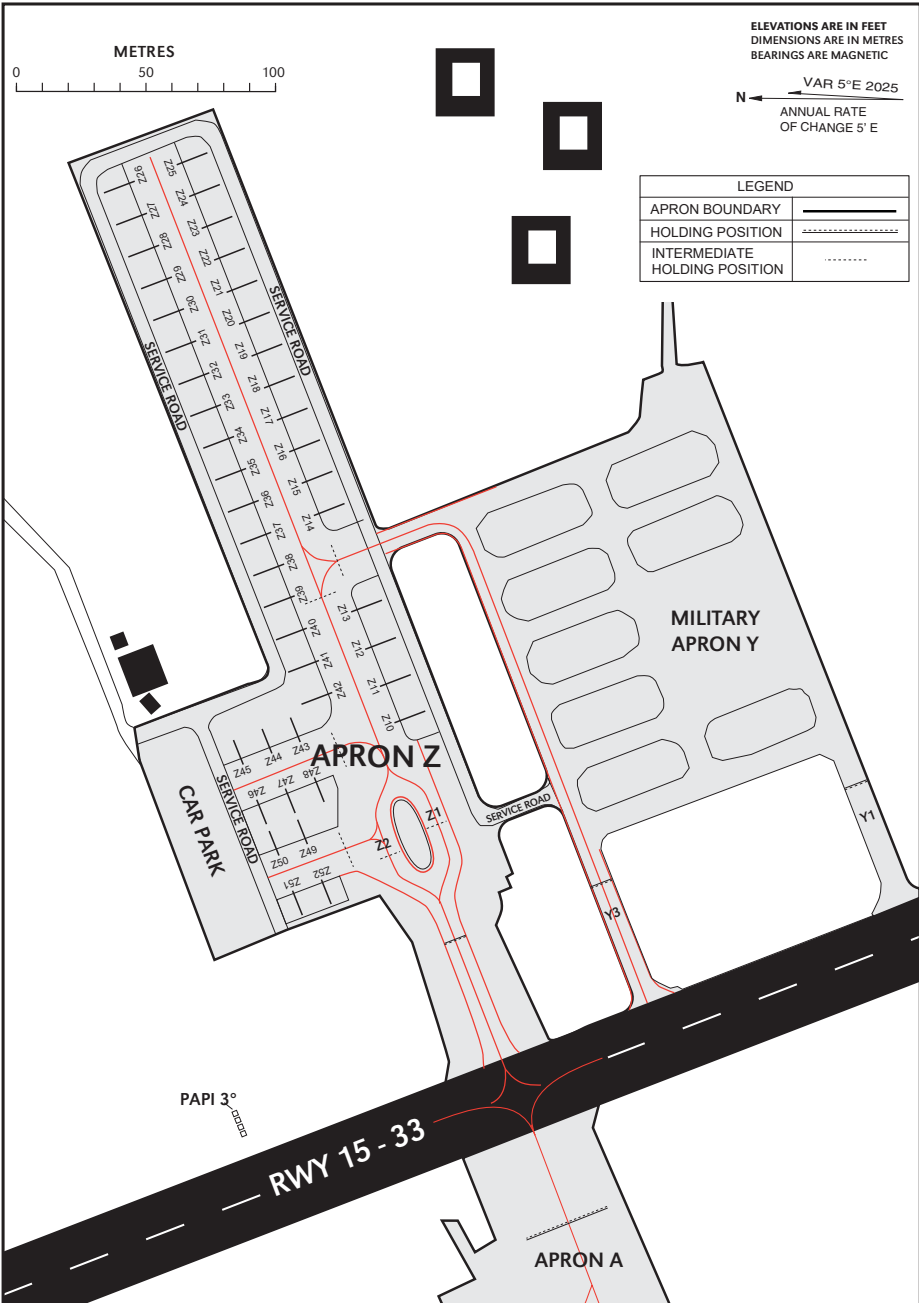 METRES
0 50 100
ELEVATIONS ARE IN FEET
DIMENSIONS ARE IN METRES
BEARINGS ARE MAGNETIC
VAR 5°E 2025
N
ANNUAL RATE
OF CHANGE 5' E
LEGEND
APRON BOUNDARY
HOLDING POSITION
INTERMEDIATE
HOLDING POSITION
Z25
Z26
Z24
Z27
Z23
Z28
Z22
Z29
Z21
Z30
Z20
Z31
Z19
Z32
Z18
Z33
Z17
Z34
Z16
Z35
Z15
Z36
Z14
Z37
Z38
Z39
Z13
Z40
Z12
Z41
Z11
Z42
Z10
SERVICE ROAD
SERVICE ROAD
MILITARY
APRON Y
APRON Z
Z43
Z44
Z45
Z48
Z47
Z46
CAR PARK
SERVICE ROAD
SERVICE ROAD
Z1
Z2
Z49
Z50
Z52
Z51
Y1
Y3
PAPI 3°
RWY 15 - 33
APRON A